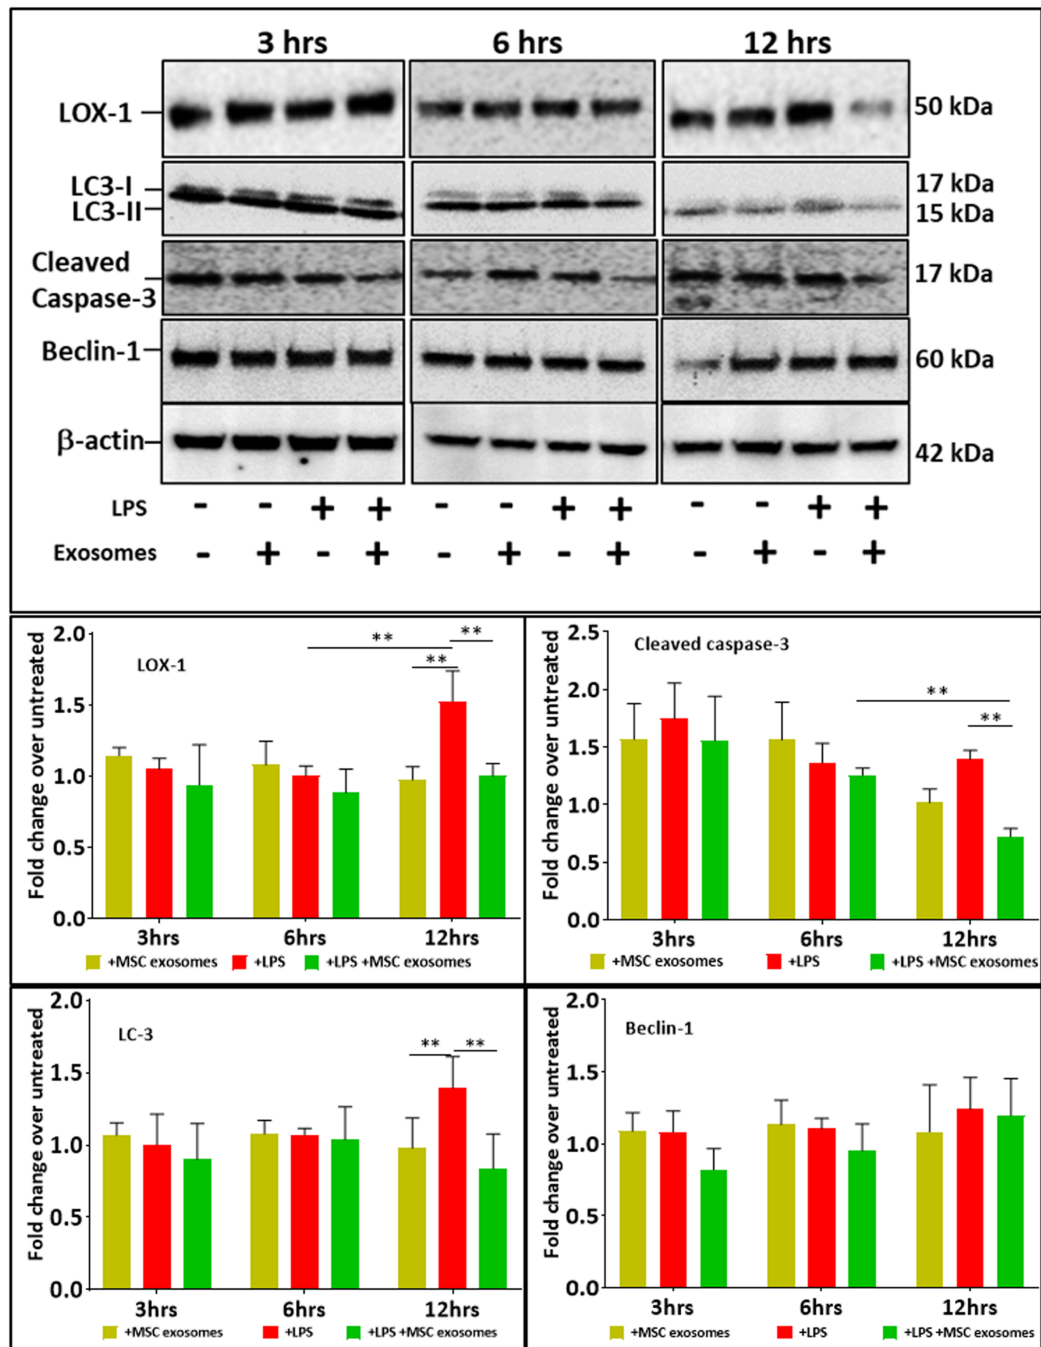 3 hrs 6 hrs 12 hrs
LOX-1 50 kDa
LC3-I 17 kDa
LC3-II 15 kDa
Cleaved
Caspase-3 17 kDa
Beclin-1 60 kDa
β-actin 42 kDa
LPS - - + + - - + + - - + +
Exosomes - + - + - + - + - + - +
LOX-1
Fold change over untreated
2.0
1.5
1.0
0.5
0.0
** **
**
3hrs 6hrs 12hrs
+MSC exosomes +LPS +LPS +MSC exosomes
Cleaved caspase-3
Fold change over untreated
2.5
2.0
1.5
1.0
0.5
0.0
**
**
3hrs 6hrs 12hrs
+MSC exosomes +LPS +LPS +MSC exosomes
LC-3
Fold change over untreated
2.0
1.5
1.0
0.5
0.0
** **
3hrs 6hrs 12hrs
+MSC exosomes +LPS +LPS +MSC exosomes
Beclin-1
Fold change over untreated
2.0
1.5
1.0
0.5
0.0
3hrs 6hrs 12hrs
+MSC exosomes +LPS +LPS +MSC exosomes